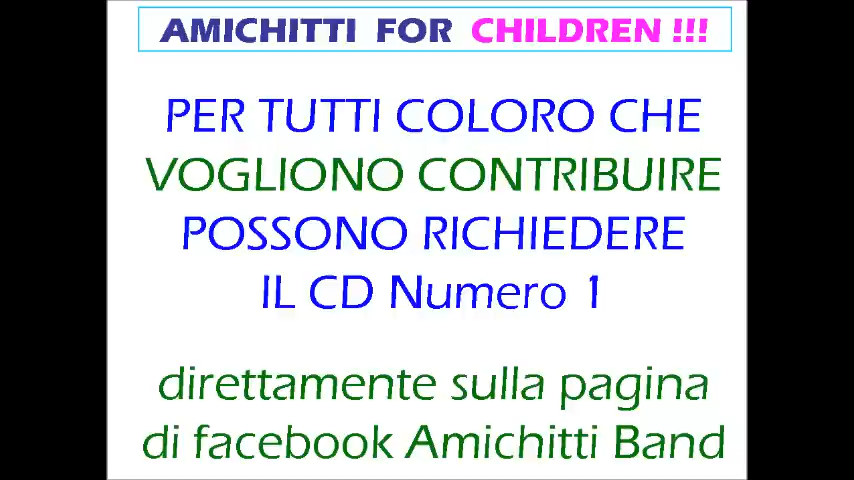 AMICHITTI FOR CHILDREN !!!
PER TUTTI COLORO CHE
VOGLIONO CONTRIBUIRE
POSSONO RICHIEDERE
IL CD Numero 1
direttamente sulla pagina
di facebook Amichitti Band